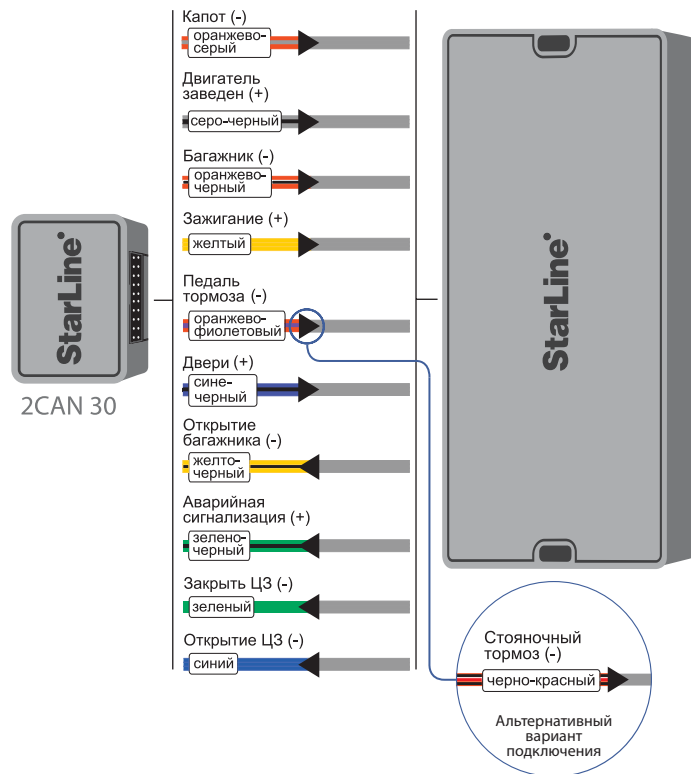 Капот (-)
оранжево-
серый
Двигатель
заведен (+)
серо-черный
Багажник (-)
оранжево-
черный
Зажигание (+)
желтый
Педаль
тормоза (-)
оранжево-
фиолетовый
Двери (+)
сине-
черный
Открытие
багажника (-)
желто-
черный
Аварийная
сигнализация (+)
зелено-
черный
Закрыть ЦЗ (-)
зеленый
Открытие ЦЗ (-)
синий
StarLine
2CAN 30
StarLine
Стояночный
тормоз (-)
черно-красный
Альтернативный
вариант
подключения